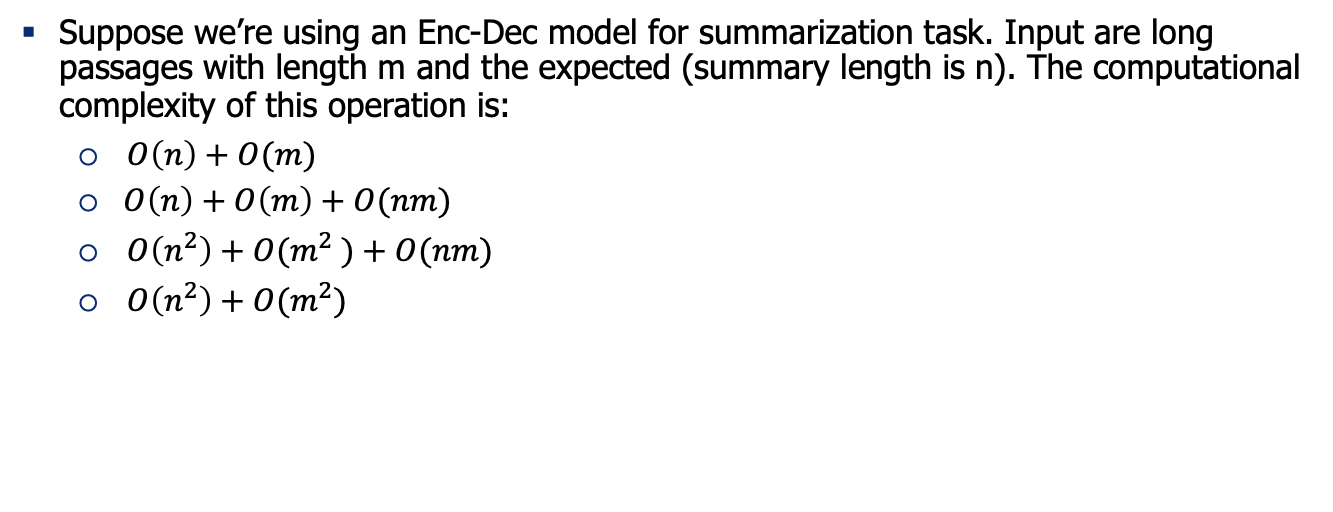 ▪ Suppose we’re using an Enc-Dec model for summarization task. Input are long
passages with length m and the expected (summary length is n). The computational
complexity of this operation is:
○ O(n) + O(m)
○ O(n) + O(m) + O(nm)
○ O(n²) + O(m² ) + O(nm)
○ O(n²) + O(m²)